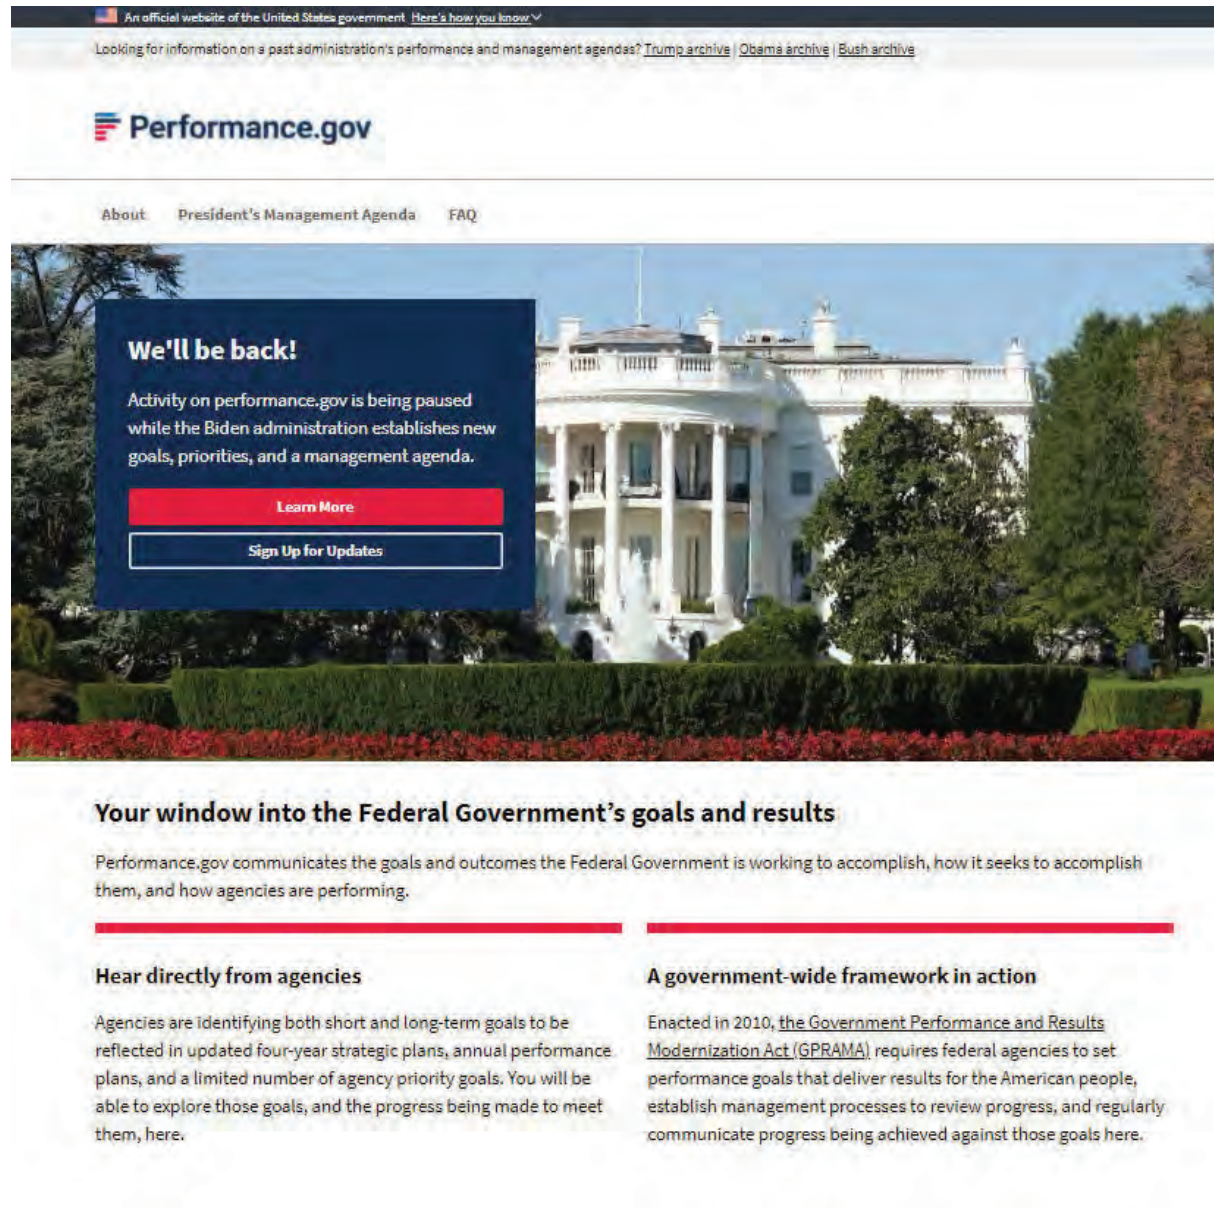 An official website of the United States government Here's how you know
Looking for information on a past administration's performance and management agendas? Trump archive | Obama archive | Bush archive
Performance.gov
About President's Management Agenda FAQ
We'll be back!
Activity on performance.gov is being paused
while the Biden administration establishes new
goals, priorities, and a management agenda.
Learn More
Sign Up for Updates
Your window into the Federal Government’s goals and results
Performance.gov communicates the goals and outcomes the Federal Government is working to accomplish, how it seeks to accomplish
them, and how agencies are performing.
Hear directly from agencies
Agencies are identifying both short and long-term goals to be
reflected in updated four-year strategic plans, annual performance
plans, and a limited number of agency priority goals. You will be
able to explore those goals, and the progress being made to meet
them, here.
A government-wide framework in action
Enacted in 2010, the Government Performance and Results
Modernization Act (GPRAMA) requires federal agencies to set
performance goals that deliver results for the American people,
establish management processes to review progress, and regularly
communicate progress being achieved against those goals here.